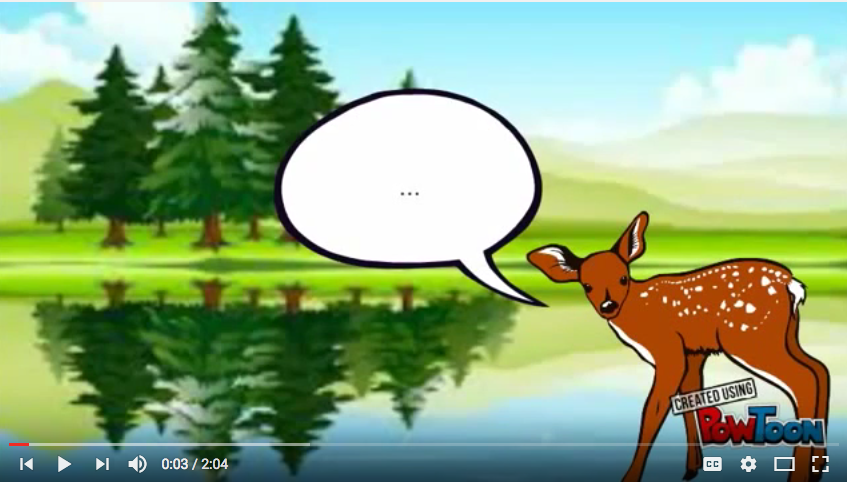 ...
CREATED USING
POWTOON
0:03 / 2:04
CC